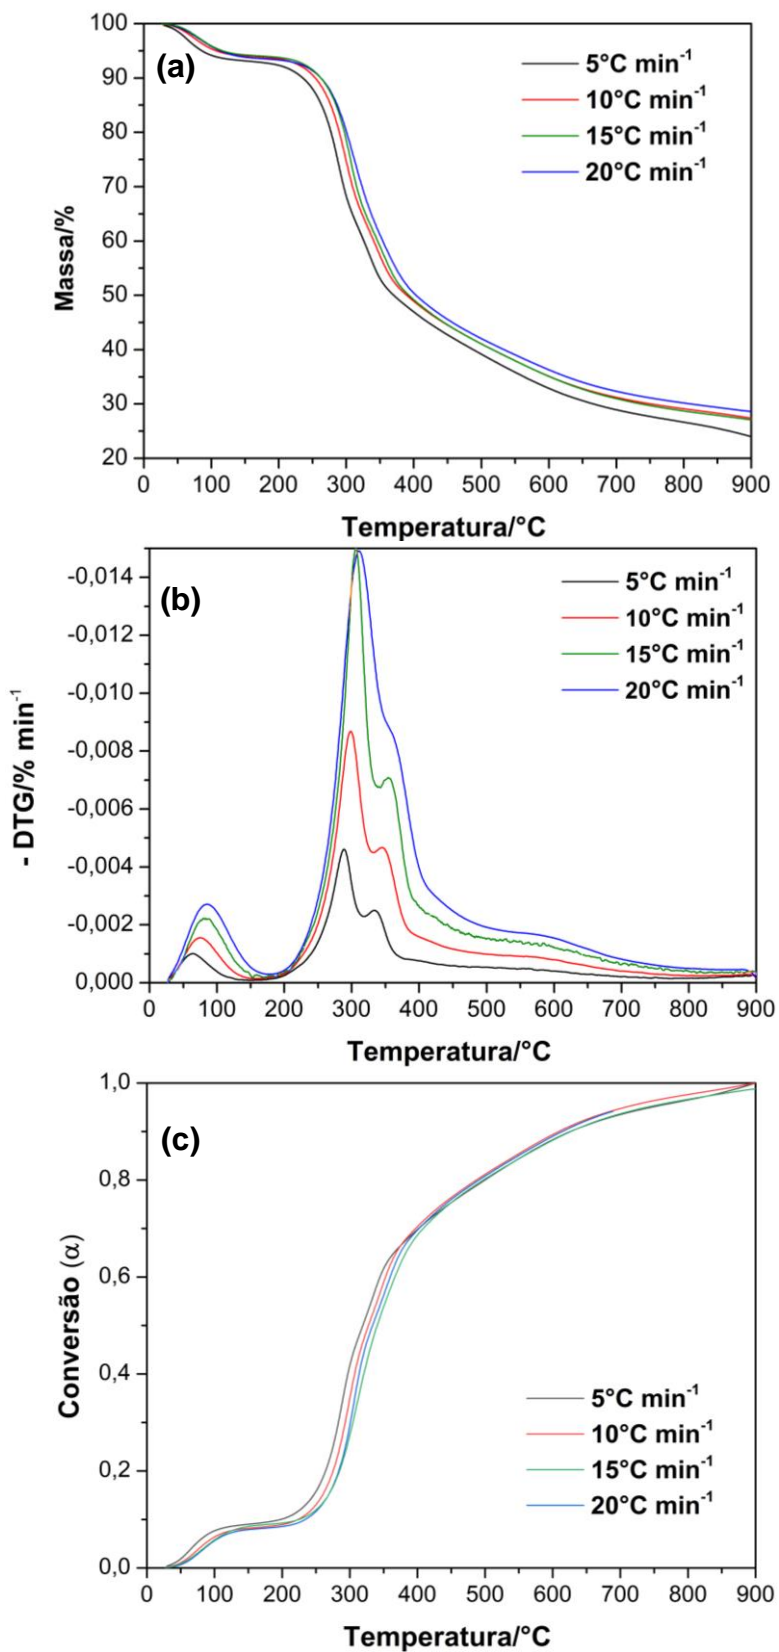 (a)
5°C min-1
10°C min-1
15°C min-1
20°C min-1
Massa/%
100
90
80
70
60
50
40
30
20
0 100 200 300 400 500 600 700 800 900
Temperatura/°C
(b)
5°C min-1
10°C min-1
15°C min-1
20°C min-1
- DTG/% min-1
-0,014
-0,012
-0,010
-0,008
-0,006
-0,004
-0,002
0,000
0 100 200 300 400 500 600 700 800 900
Temperatura/°C
(c)
Conversão (α)
1,0
0,8
0,6
0,4
0,2
0,0
5°C min-1
10°C min-1
15°C min-1
20°C min-1
0 100 200 300 400 500 600 700 800 900
Temperatura/°C